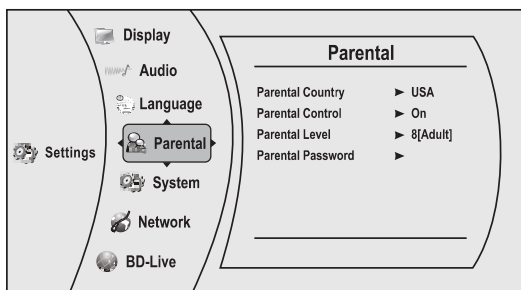 Settings
Display
Audio
Language
Parental
System
Network
BD-Live
Parental
Parental Country ► USA
Parental Control ► On
Parental Level ► 8[Adult]
Parental Password ►